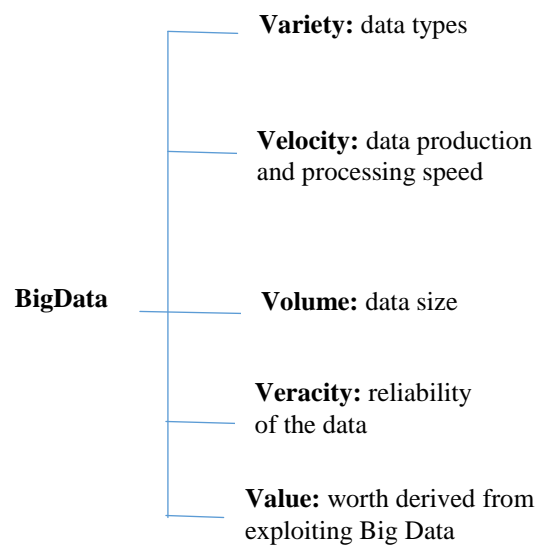 Variety: data types
Velocity: data production
and processing speed
BigData
Volume: data size
Veracity: reliability
of the data
Value: worth derived from
exploiting Big Data